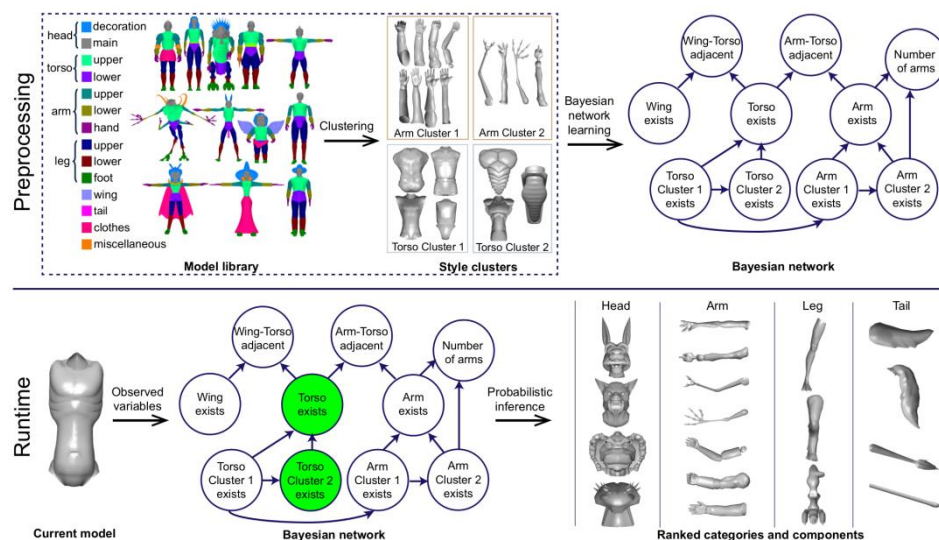 Preprocessing
head
decoration
main
torso
upper
lower
arm
upper
lower
hand
leg
upper
lower
foot
wing
tail
clothes
miscellaneous
Model library
Clustering
Arm Cluster 1
Arm Cluster 2
Torso Cluster 1
Torso Cluster 2
Style clusters
Bayesian
network
learning
Wing-Torso
adjacent
Arm-Torso
adjacent
Number
of arms
Wing
exists
Torso
exists
Arm
exists
Torso
Cluster 1
exists
Torso
Cluster 2
exists
Arm
Cluster 1
exists
Arm
Cluster 2
exists
Bayesian network
Runtime
Current model
Observed
variables
Wing-Torso
adjacent
Arm-Torso
adjacent
Number
of arms
Wing
exists
Torso
exists
Arm
exists
Torso
Cluster 1
exists
Torso
Cluster 2
exists
Arm
Cluster 1
exists
Arm
Cluster 2
exists
Bayesian network
Probabilistic
inference
Head
Arm
Leg
Tail
Ranked categories and components